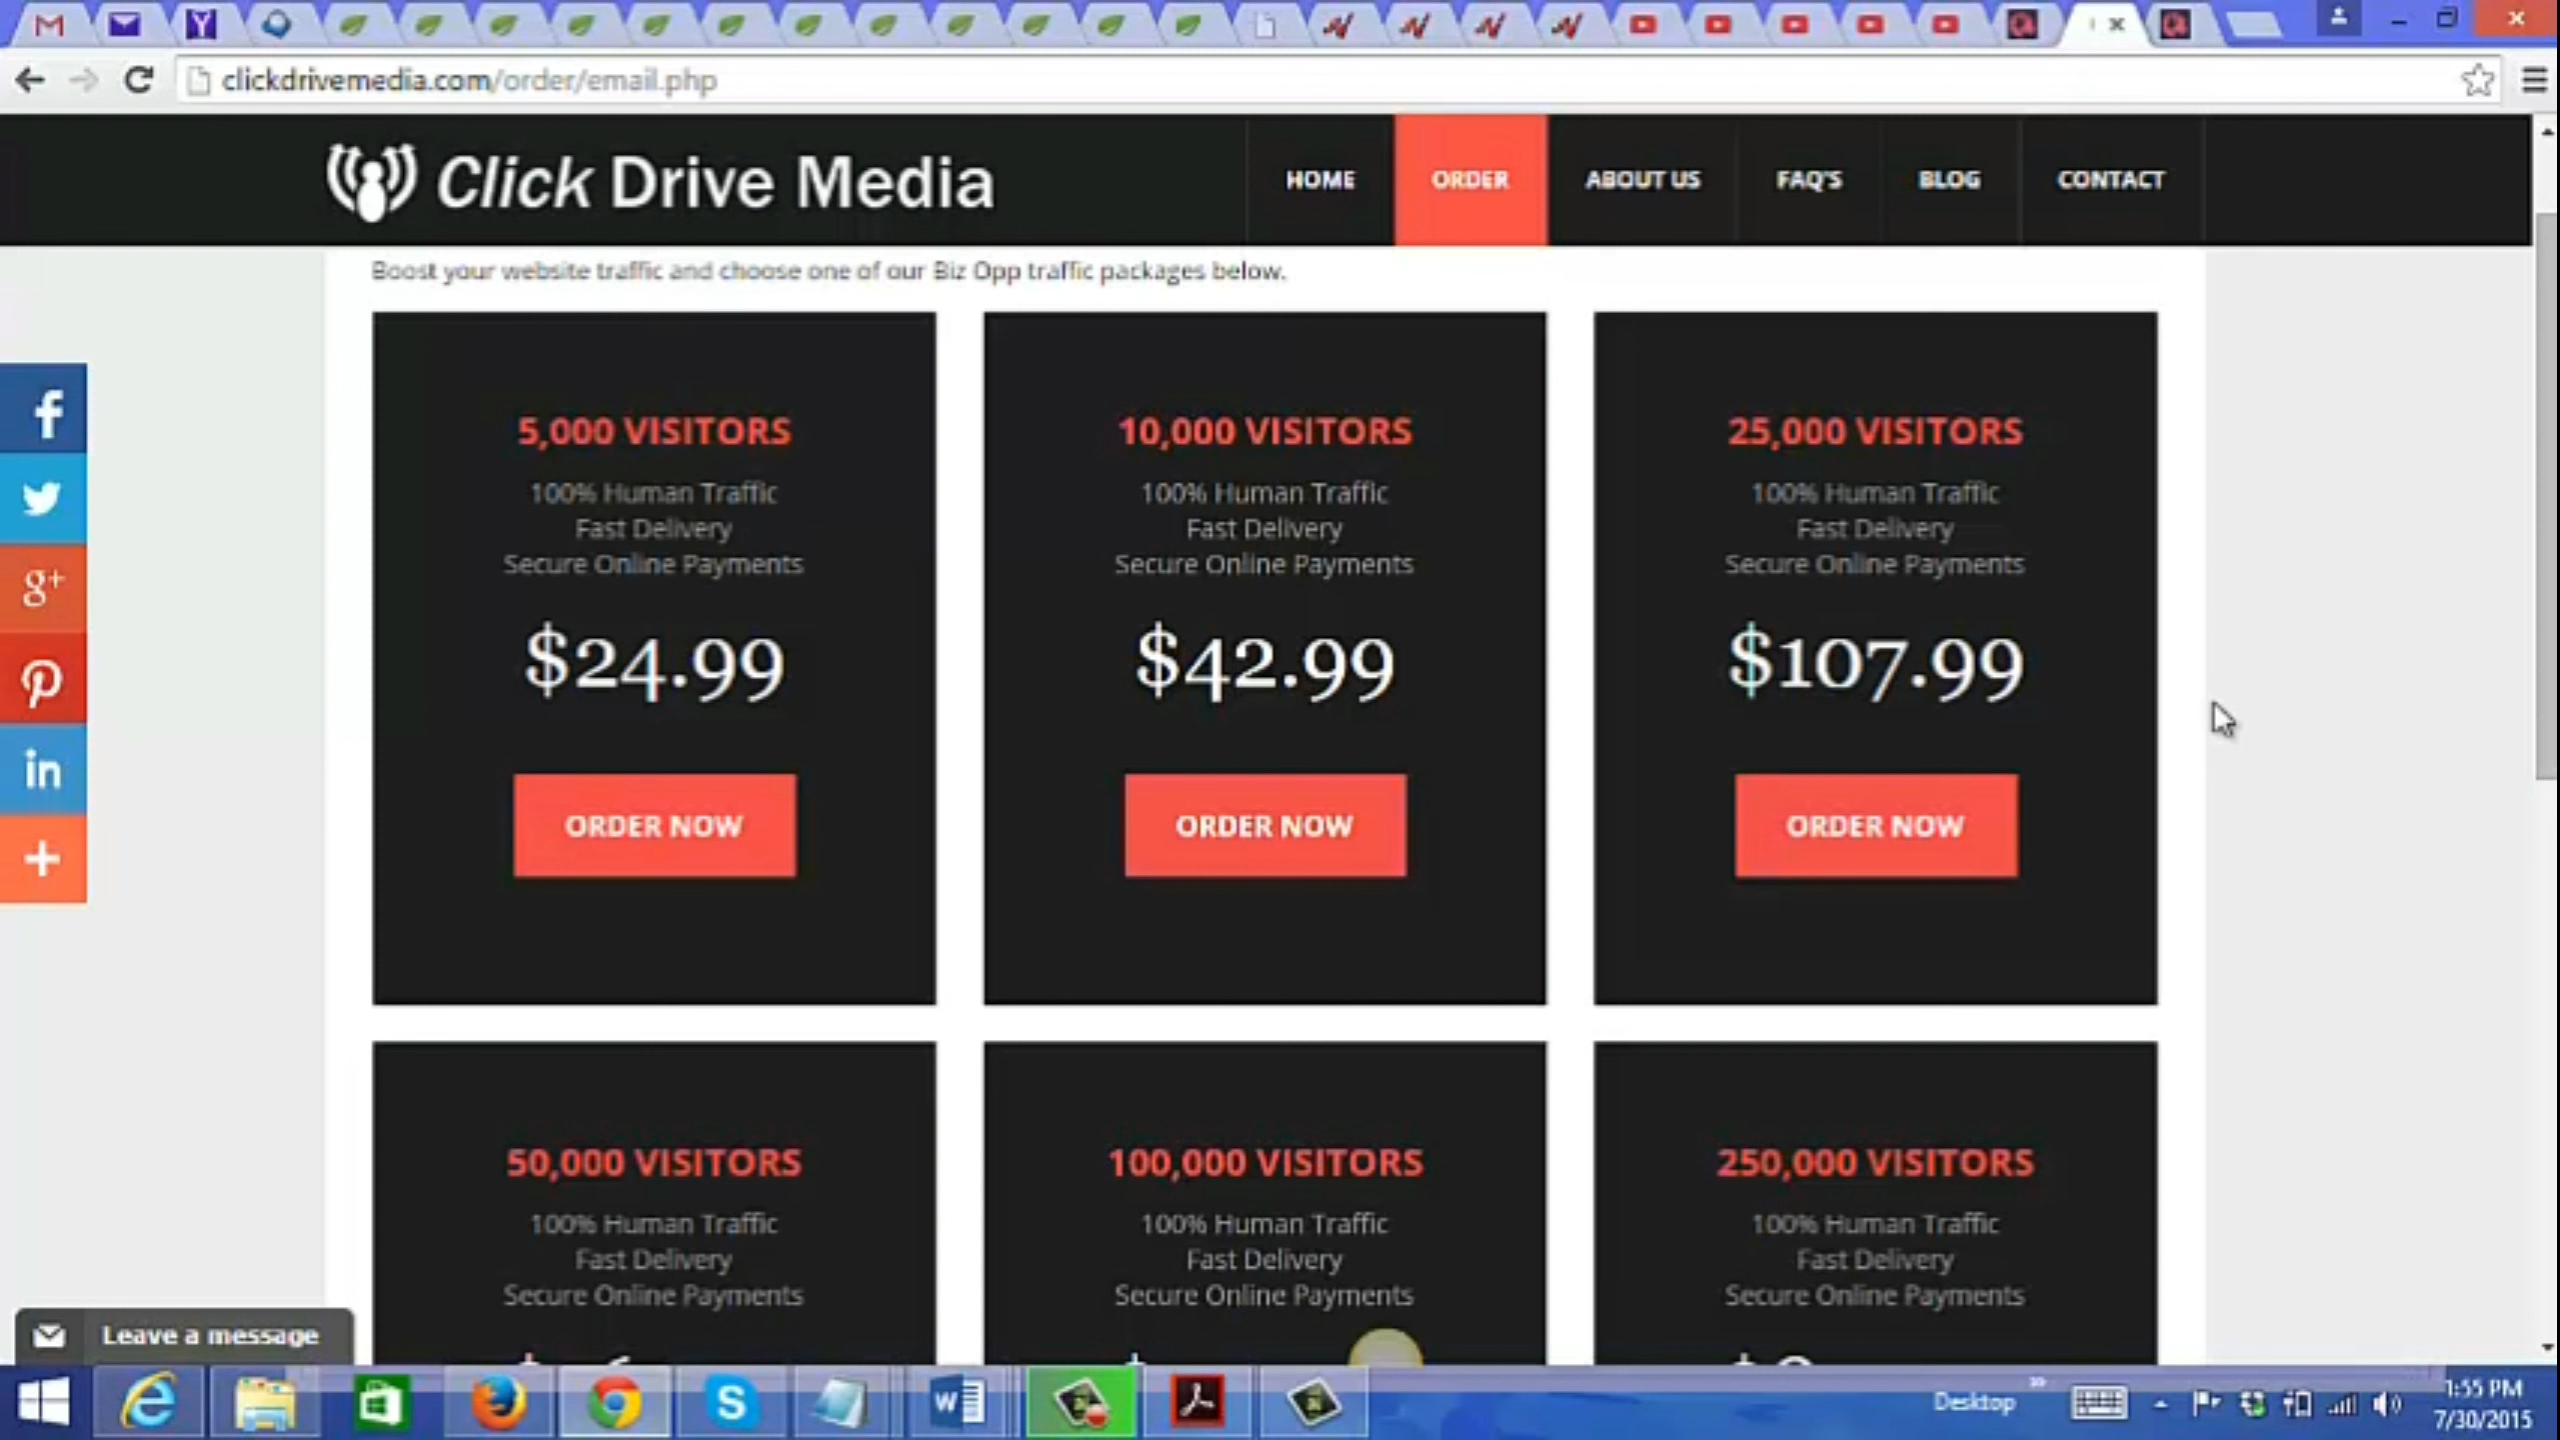 clickdrivemedia.com/order/email.php
Click Drive Media
HOME
ORDER
ABOUT US
FAQ'S
BLOG
CONTACT
Boost your website traffic and choose one of our Biz Opp traffic packages below.
5,000 VISITORS
100% Human Traffic
Fast Delivery
Secure Online Payments
$24.99
ORDER NOW
10,000 VISITORS
100% Human Traffic
Fast Delivery
Secure Online Payments
$42.99
ORDER NOW
25,000 VISITORS
100% Human Traffic
Fast Delivery
Secure Online Payments
$107.99
ORDER NOW
50,000 VISITORS
100% Human Traffic
Fast Delivery
Secure Online Payments
100,000 VISITORS
100% Human Traffic
Fast Delivery
Secure Online Payments
250,000 VISITORS
100% Human Traffic
Fast Delivery
Secure Online Payments
Leave a message
Desktop
1:55 PM
7/30/2015